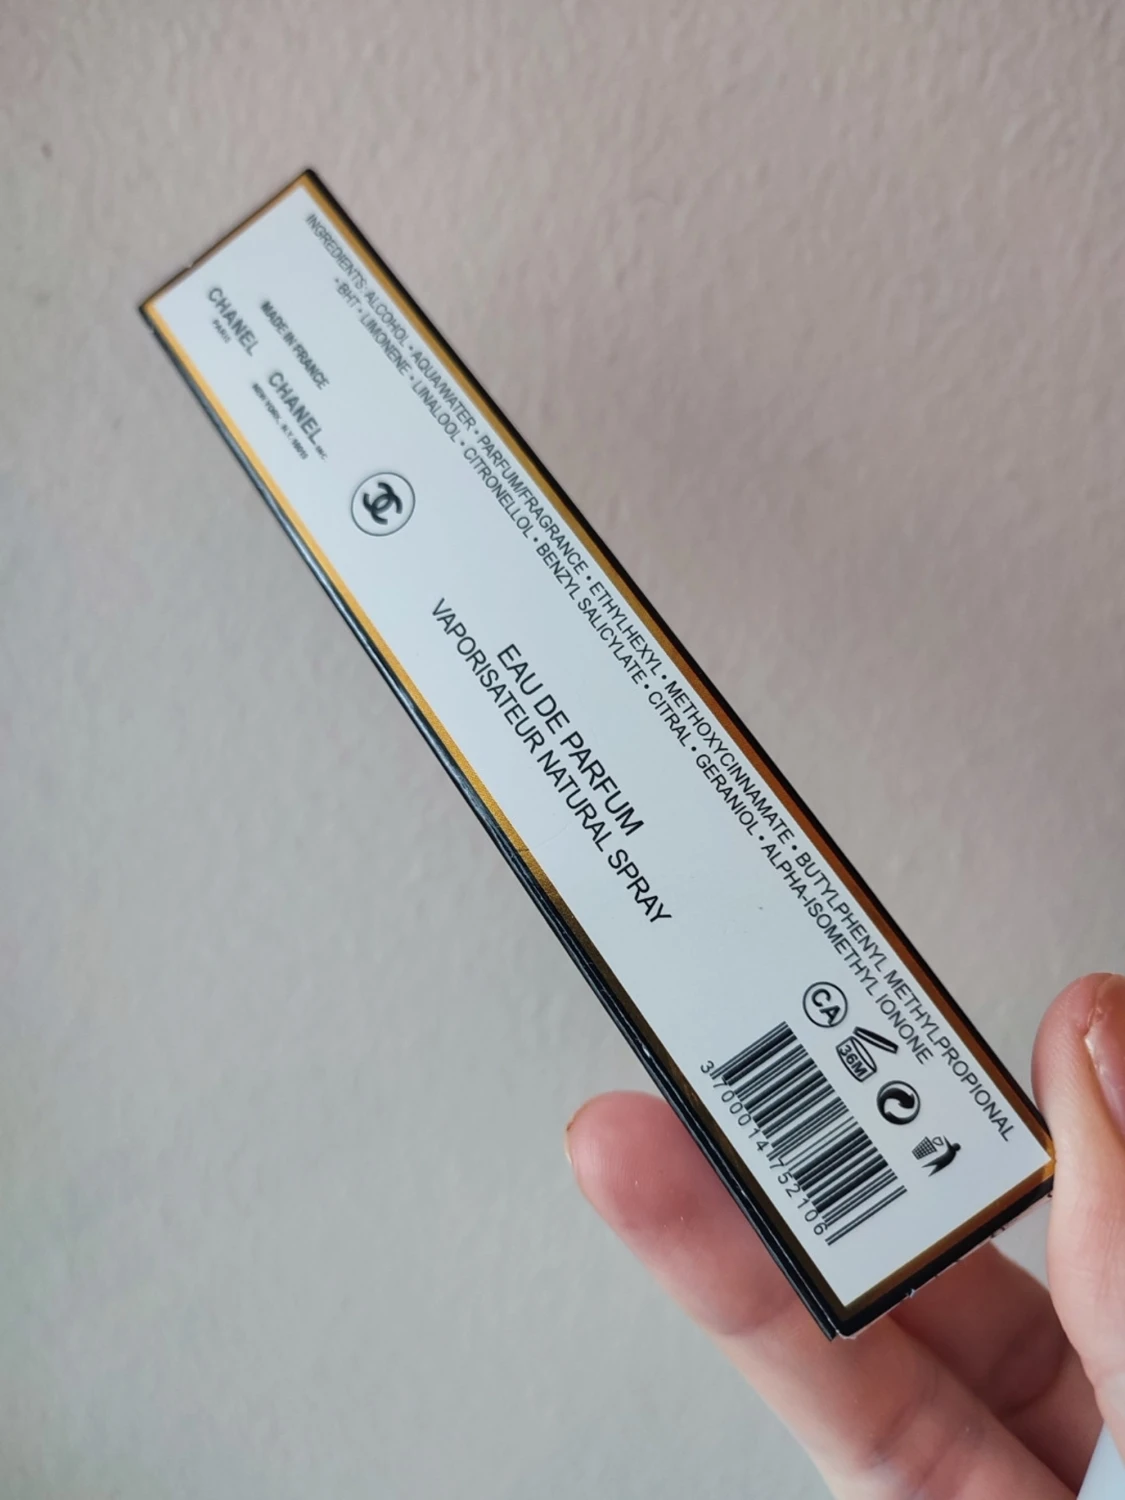 INGREDIENTS: ALCOHOL • AQUA/WATER • PARFUM/FRAGRANCE • ETHYLHEXYL • METHOXYCINNAMATE • BUTYLPHENYL METHYLPROPIONAL
• BHT • LIMONENE • LINALOOL • CITRONELLOL • BENZYL SALICYLATE • CITRAL • GERANIOL • ALPHA-ISOMETHYL IONONE
MADE IN FRANCE
CHANEL
PARIS
CHANEL INC.
NEW YORK, N.Y.
EAU DE PARFUM
VAPORISATEUR NATURAL SPRAY
CA
36M
3 700014 752106